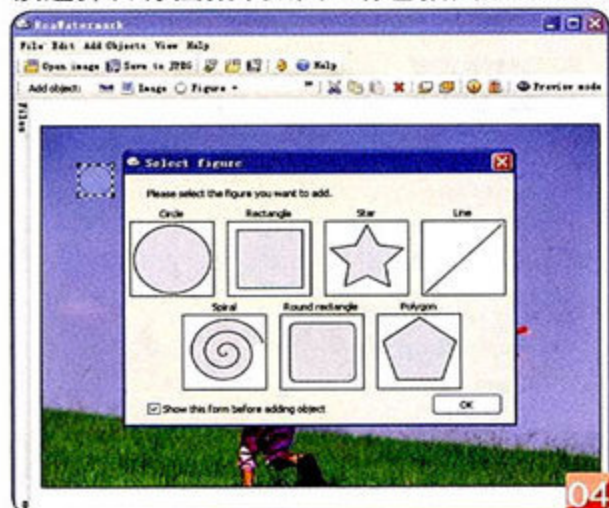 ReaWatermark
File Edit Add Objects View Help
Open image Save to JPEG Help
Add object: Image Figure Preview mode
Files
Select figure
Please select the figure you want to add.
Circle Rectangle Star Line
Spiral Round rectangle Polygon
Show this form before adding object
OK
04